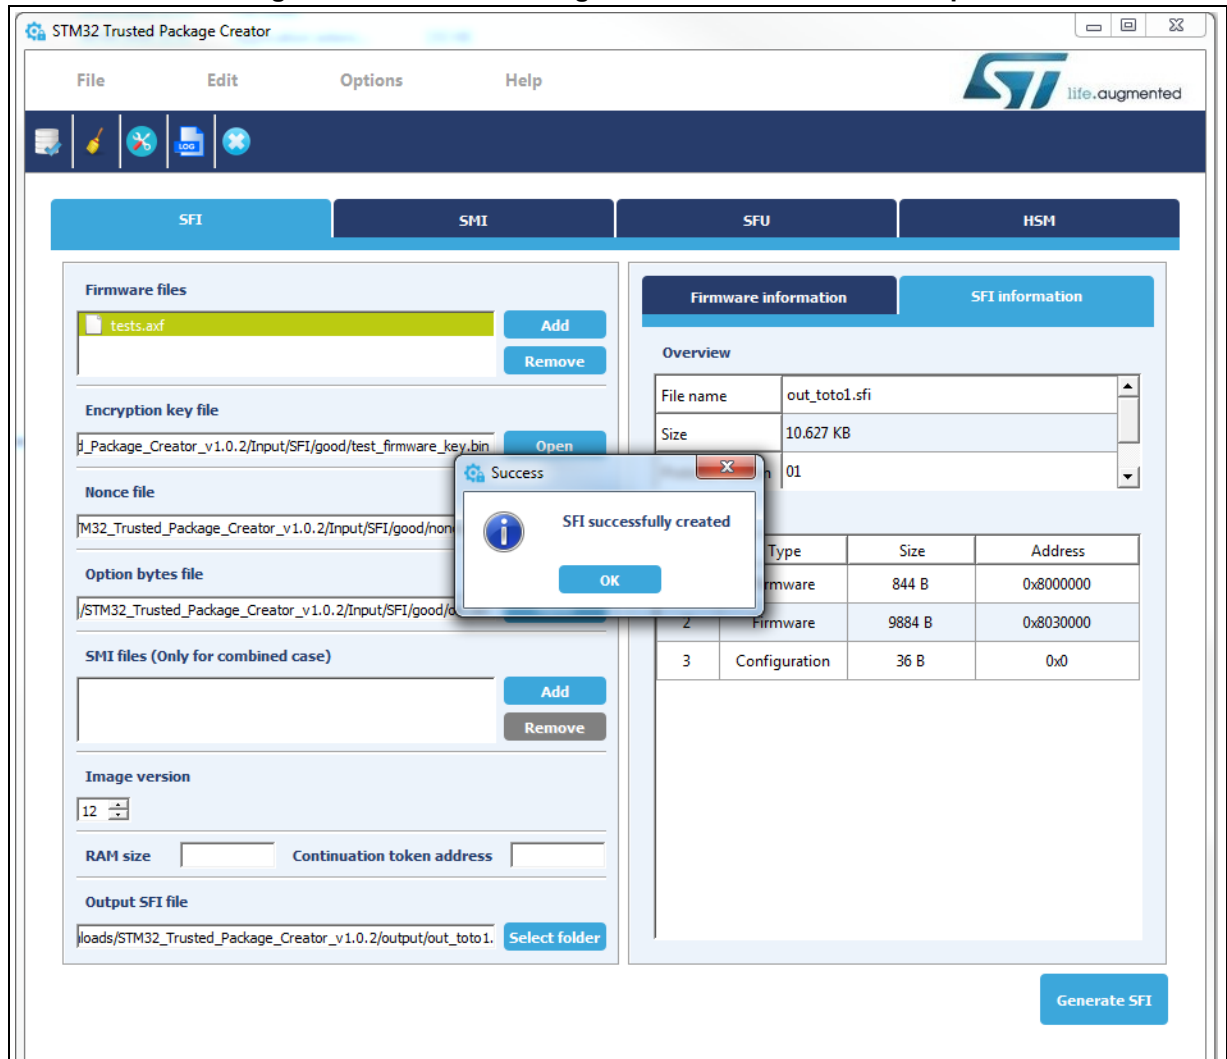 STM32 Trusted Package Creator
File Edit Options Help
life.augmented
LOG
SFI SMI SFU HSM
Firmware files
tests.axf
Add
Remove
Encryption key file
d_Package_Creator_v1.0.2/Input/SFI/good/test_firmware_key.bin Open
Nonce file
TM32_Trusted_Package_Creator_v1.0.2/Input/SFI/good/non
Option bytes file
/STM32_Trusted_Package_Creator_v1.0.2/Input/SFI/good/o
SMI files (Only for combined case)
Add
Remove
Image version
12
RAM size Continuation token address
Output SFI file
loads/STM32_Trusted_Package_Creator_v1.0.2/output/out_toto1. Select folder
Firmware information SFI information
Overview
File name out_toto1.sfi
Size 10.627 KB
01
Success
SFI successfully created
OK
Type Size Address
rmware 844 B 0x8000000
2 Firmware 9884 B 0x8030000
3 Configuration 36 B 0x0
Generate SFI